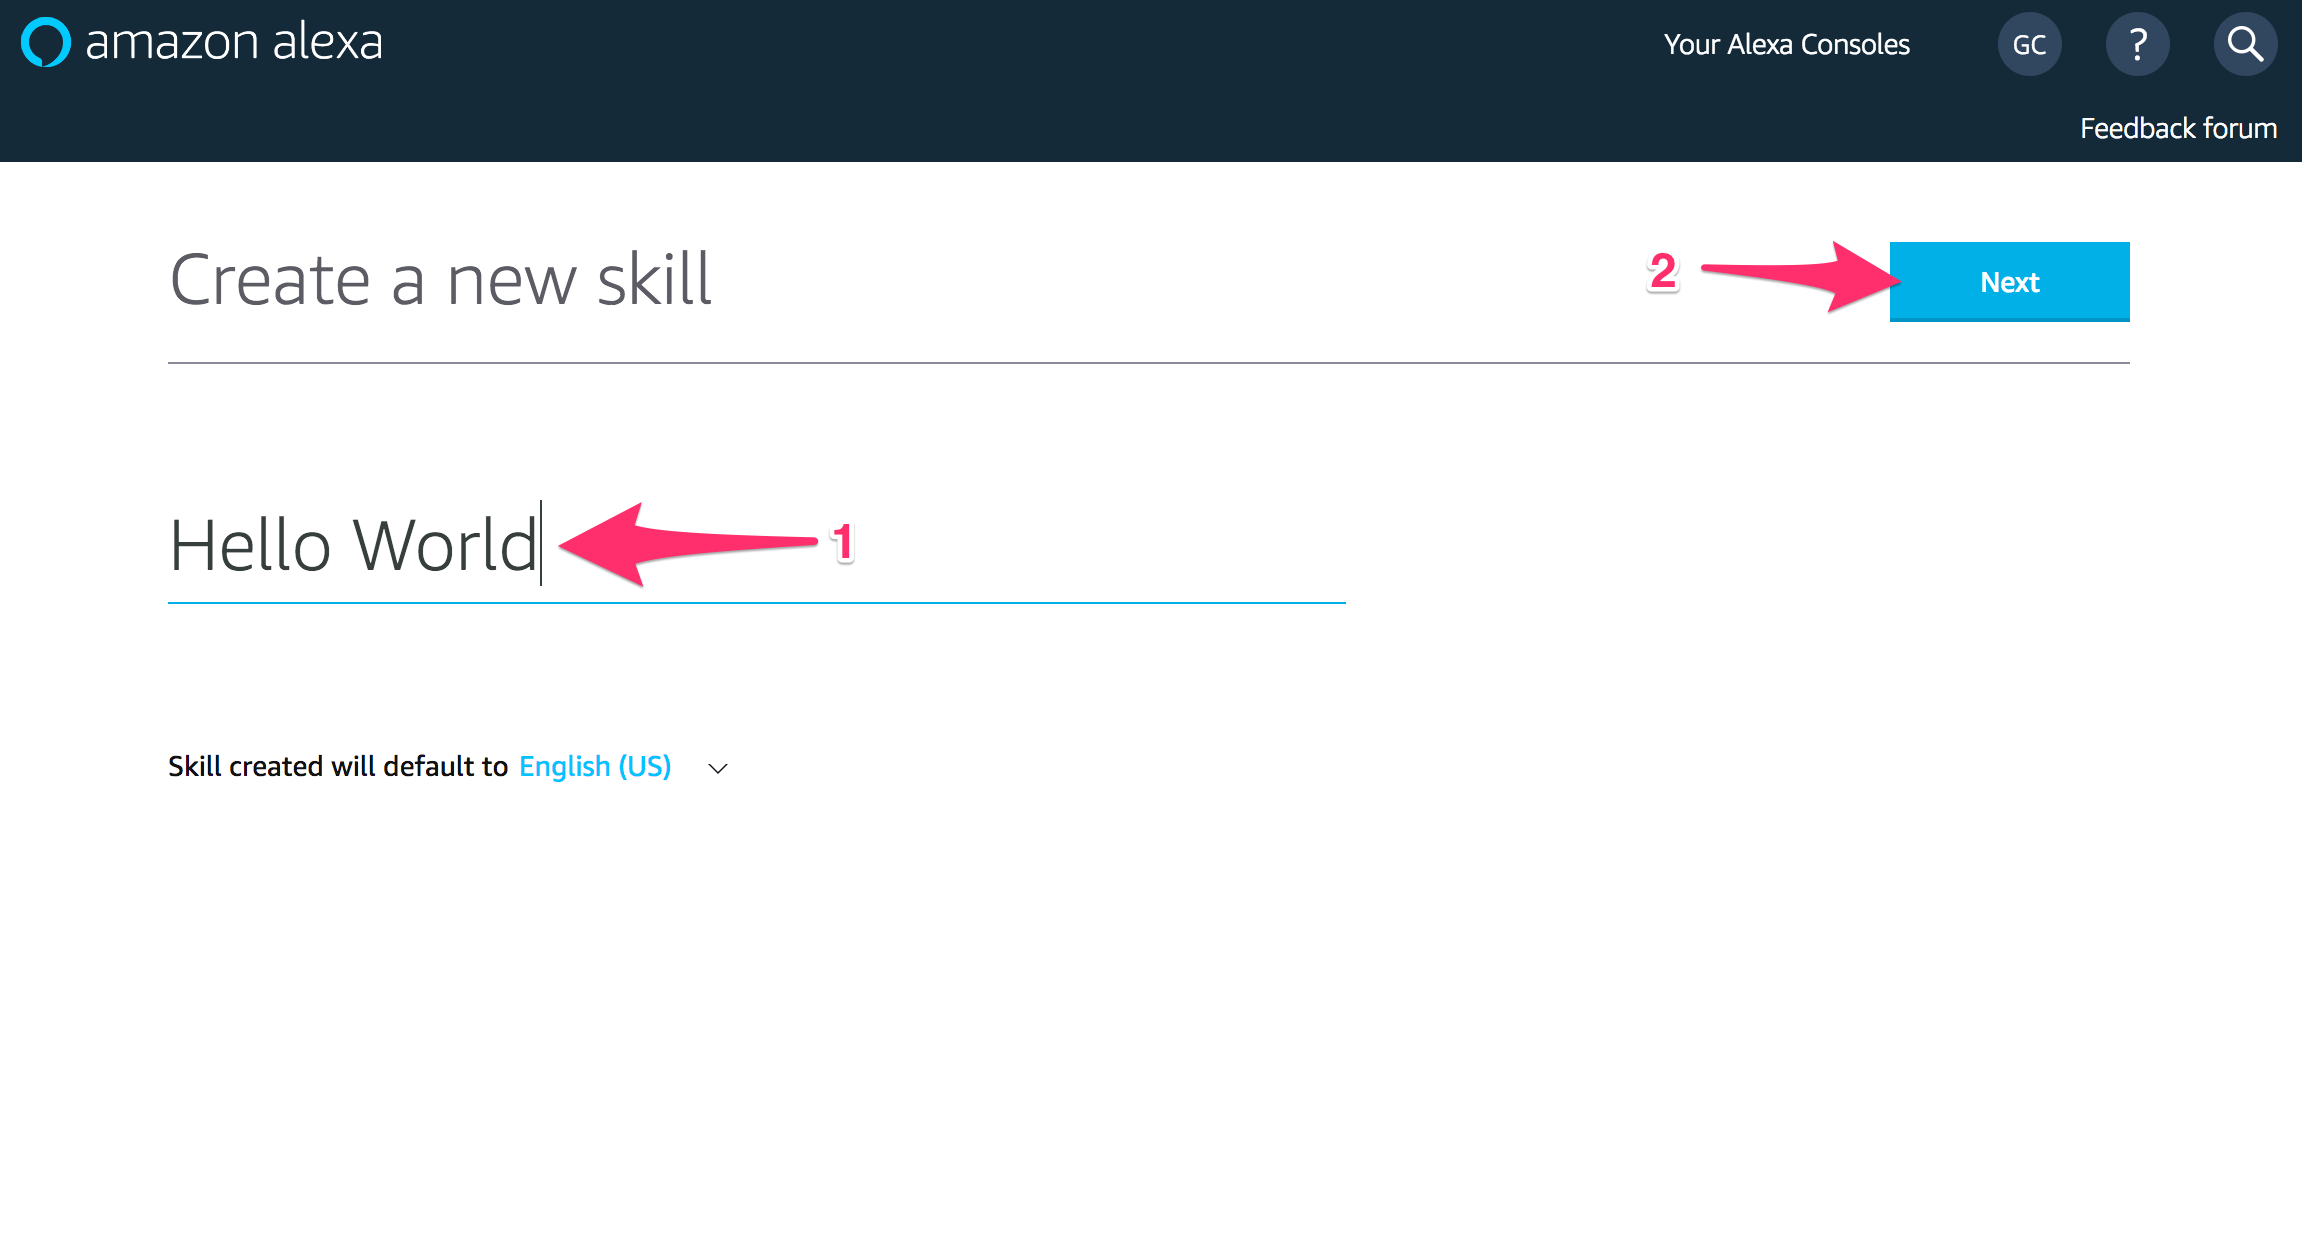 amazon alexa
Your Alexa Consoles
GC
?
Feedback forum
Create a new skill
2
Next
Hello World
1
Skill created will default to English (US)